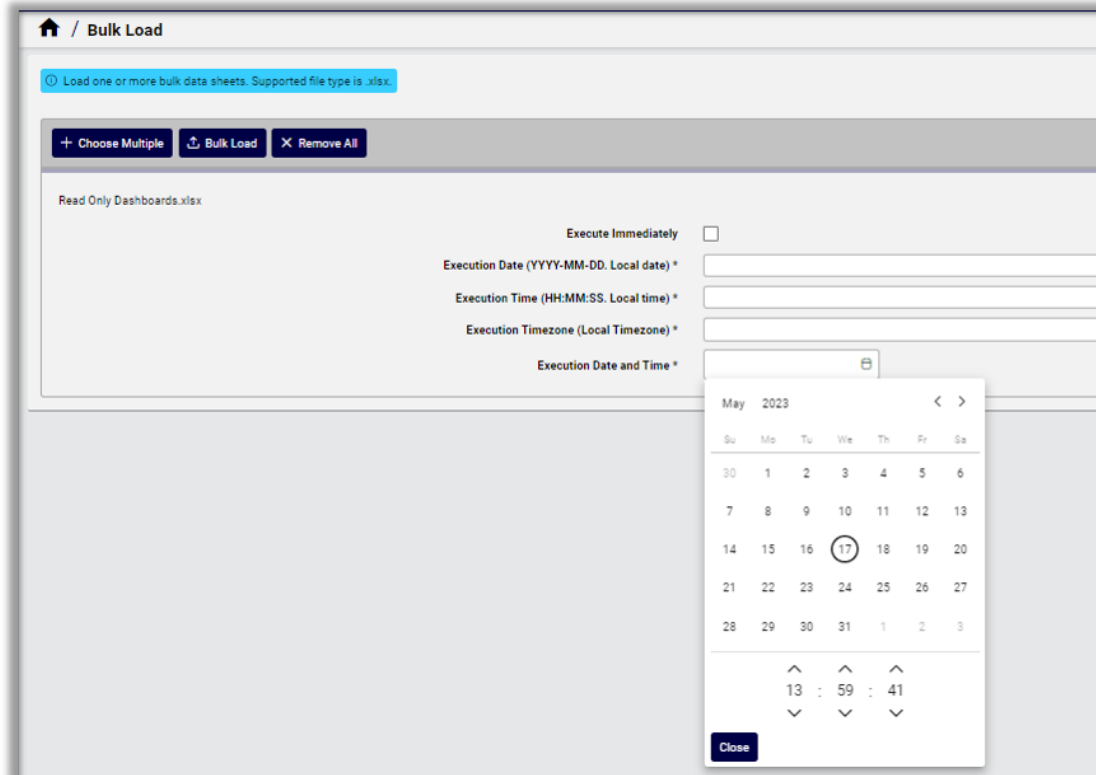 / Bulk Load
Load one or more bulk data sheets. Supported file type is .xlsx.
+ Choose Multiple Bulk Load X Remove All
Read Only Dashboards.xlsx
Execute Immediately
Execution Date (YYYY-MM-DD. Local date) *
Execution Time (HH:MM:SS. Local time) *
Execution Timezone (Local Timezone) *
Execution Date and Time *
May 2023 < >
Su Mo Tu We Th Fr Sa
30 1 2 3 4 5 6
7 8 9 10 11 12 13
14 15 16 17 18 19 20
21 22 23 24 25 26 27
28 29 30 31 1 2 3
13 : 59 : 41
Close